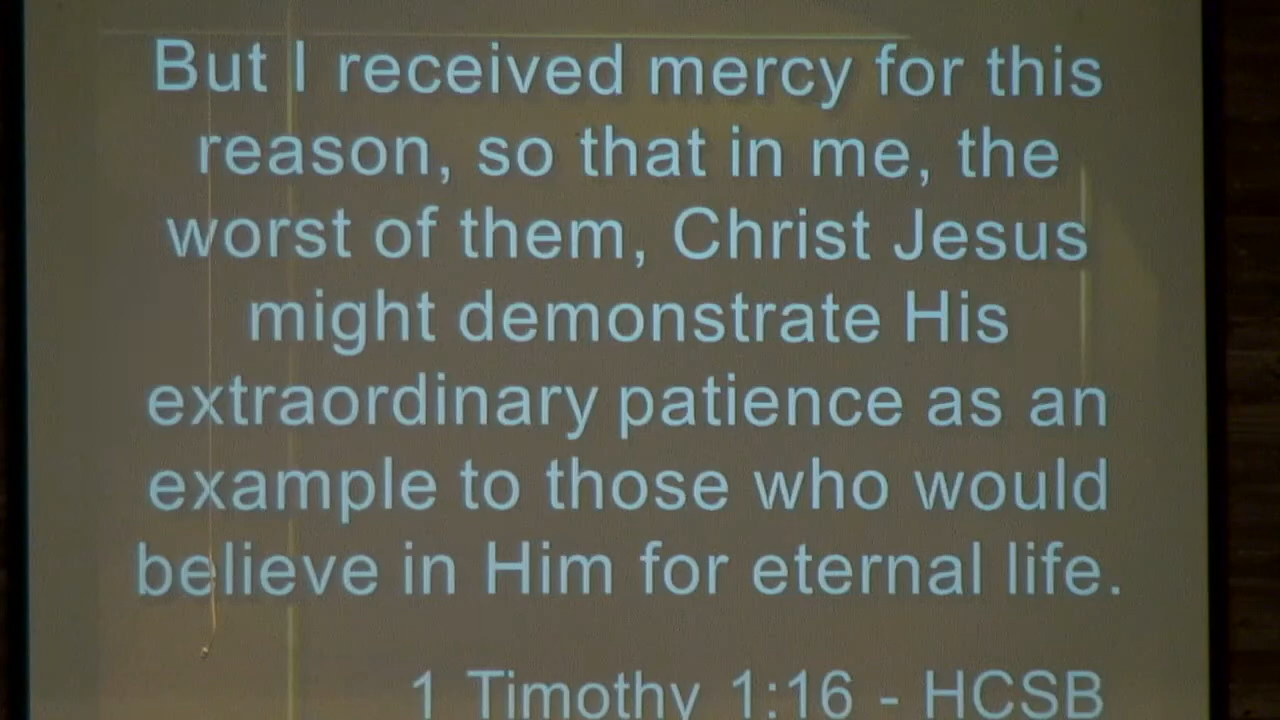 But I received mercy for this
reason, so that in me, the
worst of them, Christ Jesus
might demonstrate His
extraordinary patience as an
example to those who would
believe in Him for eternal life.
1 Timothy 1:16 - HCSB